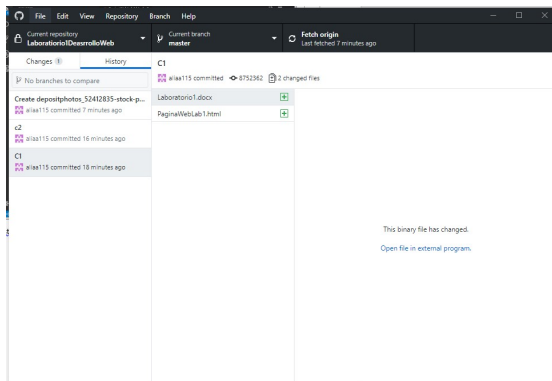 File Edit View Repository Branch Help
Current repository
Laboratiorio1DeasrrolloWeb
Current branch
master
Fetch origin
Last fetched 7 minutes ago
Changes 1
History
No branches to compare
Create depositphotos_52412835-stock-p...
aliaa115 committed 7 minutes ago
c2
aliaa115 committed 16 minutes ago
C1
aliaa115 committed 18 minutes ago
C1
aliaa115 committed 8752362 2 changed files
Laboratorio1.docx
PaginaWebLab1.html
This binary file has changed.
Open file in external program.